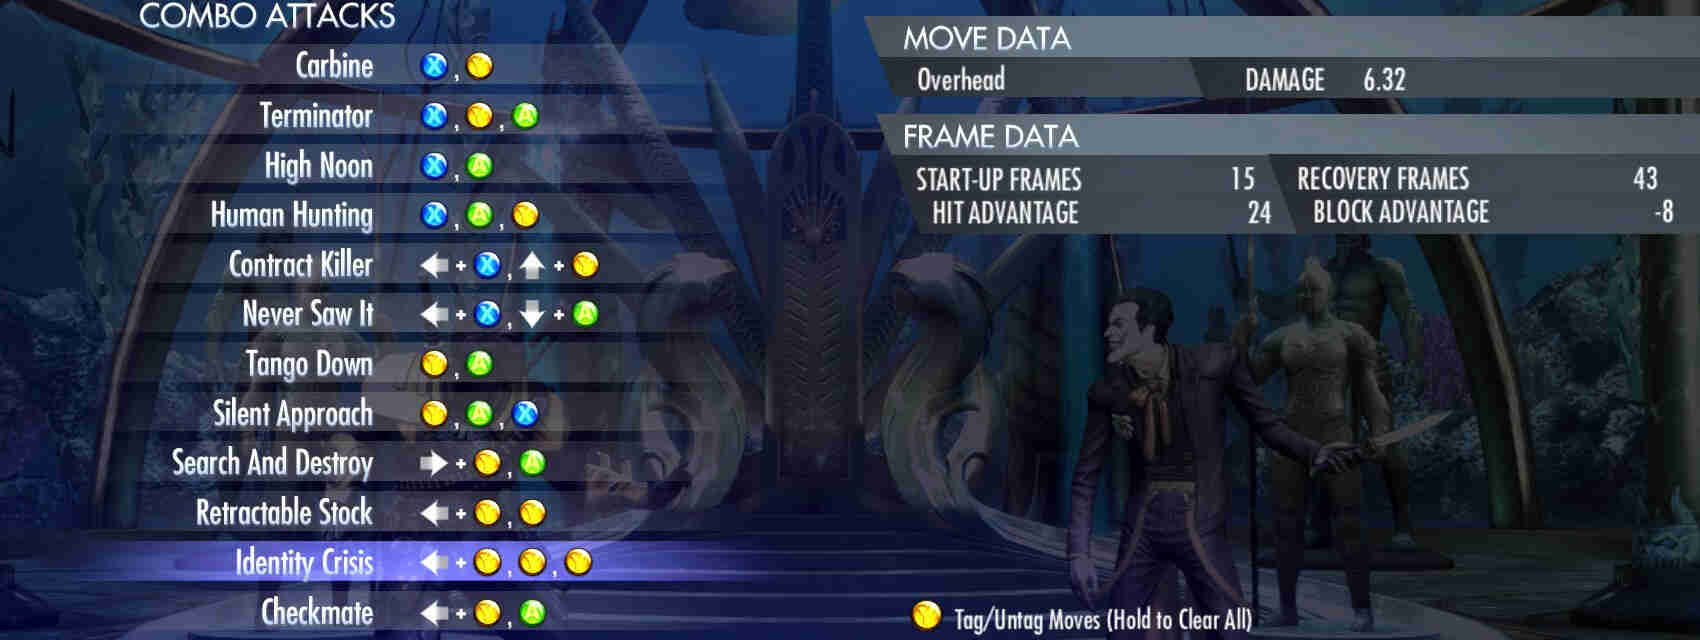 COMBO ATTACKS
Carbine X , Y
Terminator X , Y , A
High Noon X , A
Human Hunting X , A , Y
Contract Killer ← + X , ↑ + Y
Never Saw It ← + X , ↓ + A
Tango Down Y , A
Silent Approach Y , A , X
Search And Destroy → + Y , A
Retractable Stock ← + Y , Y
Identity Crisis ← + Y , Y , Y
Checkmate ← + Y , A
MOVE DATA
Overhead DAMAGE 6.32
FRAME DATA
START-UP FRAMES 15 RECOVERY FRAMES 43
HIT ADVANTAGE 24 BLOCK ADVANTAGE -8
Y Tag/Untag Moves (Hold to Clear All)